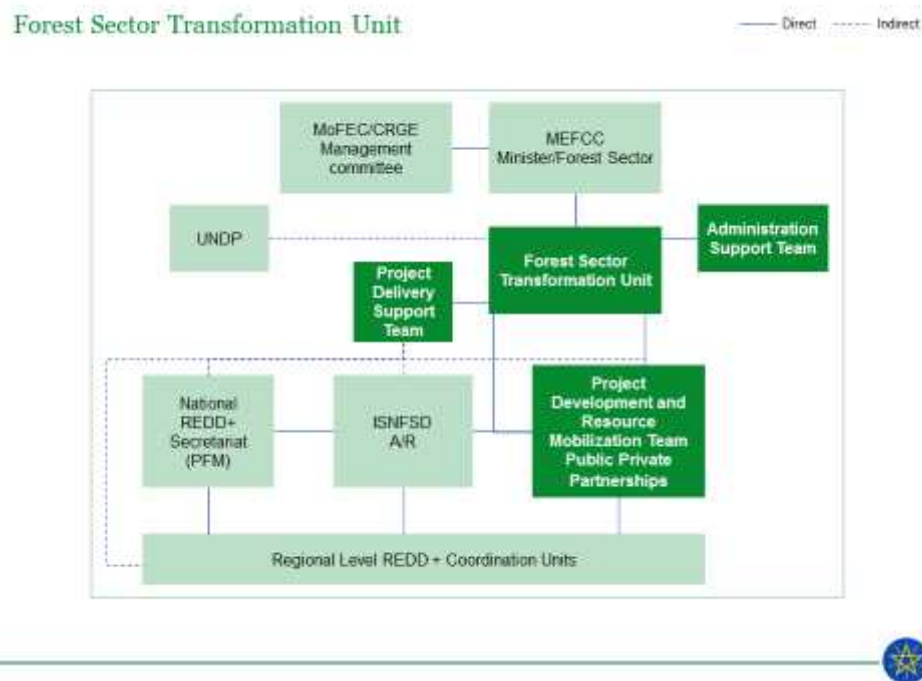 Forest Sector Transformation Unit
Direct
Indirect
MoFEC/CRGE
Management
committee
MEFCC
Minister/Forest Sector
UNDP
Forest Sector
Transformation Unit
Administration
Support Team
Project
Delivery
Support
Team
National
REDD+
Secretariat
(PFM)
ISNFSD
A/R
Project
Development and
Resource
Mobilization Team
Public Private
Partnerships
Regional Level REDD + Coordination Units